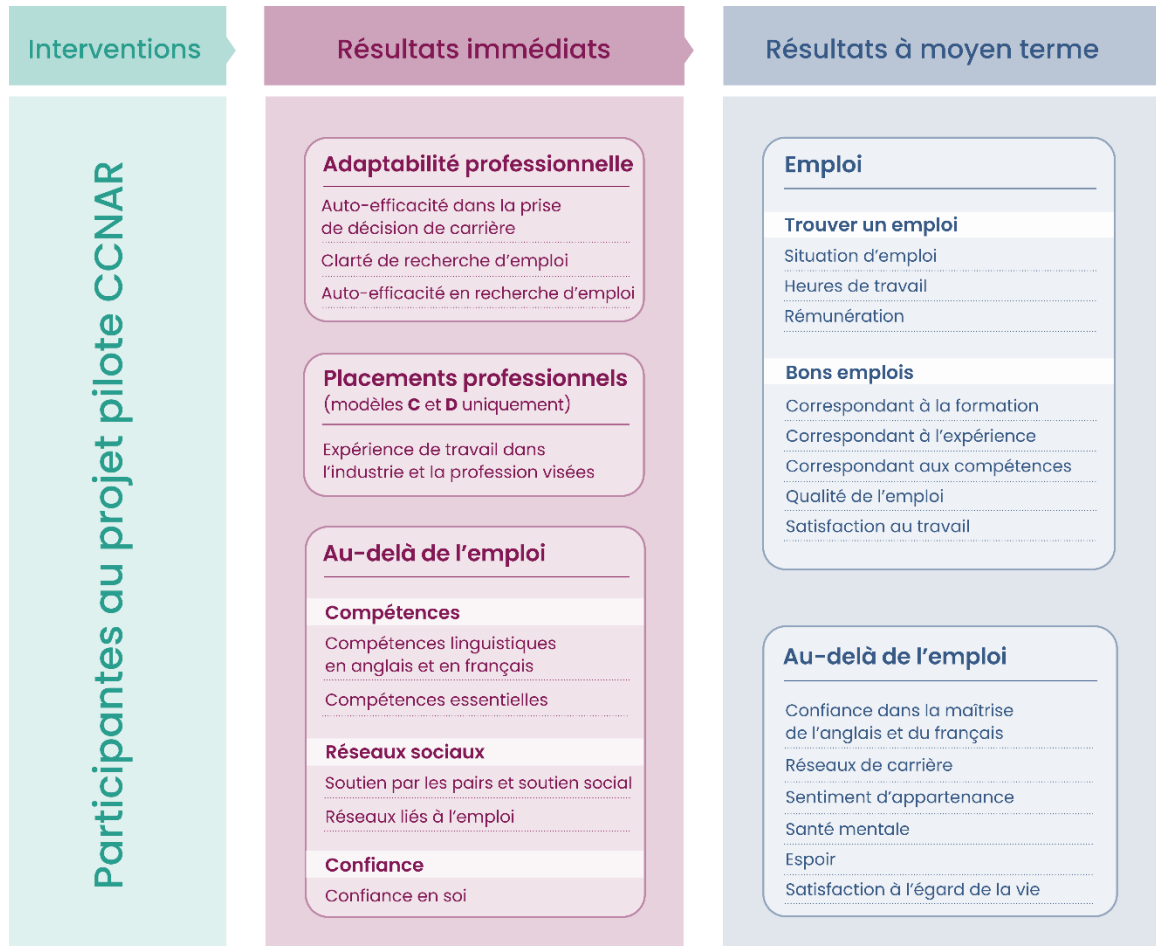 Interventions
Résultats immédiats
Résultats à moyen terme
Participantes au projet pilote CCNAR
Adaptabilité professionnelle
Auto-efficacité dans la prise
de décision de carrière
Clarté de recherche d'emploi
Auto-efficacité en recherche d'emploi
Placements professionnels
(modèles C et D uniquement)
Expérience de travail dans
l'industrie et la profession visées
Au-delà de l'emploi
Compétences
Compétences linguistiques
en anglais et en français
Compétences essentielles
Réseaux sociaux
Soutien par les pairs et soutien social
Réseaux liés à l'emploi
Confiance
Confiance en soi
Emploi
Trouver un emploi
Situation d'emploi
Heures de travail
Rémunération
Bons emplois
Correspondant à la formation
Correspondant à l'expérience
Correspondant aux compétences
Qualité de l'emploi
Satisfaction au travail
Au-delà de l'emploi
Confiance dans la maîtrise
de l'anglais et du français
Réseaux de carrière
Sentiment d'appartenance
Santé mentale
Espoir
Satisfaction à l'égard de la vie